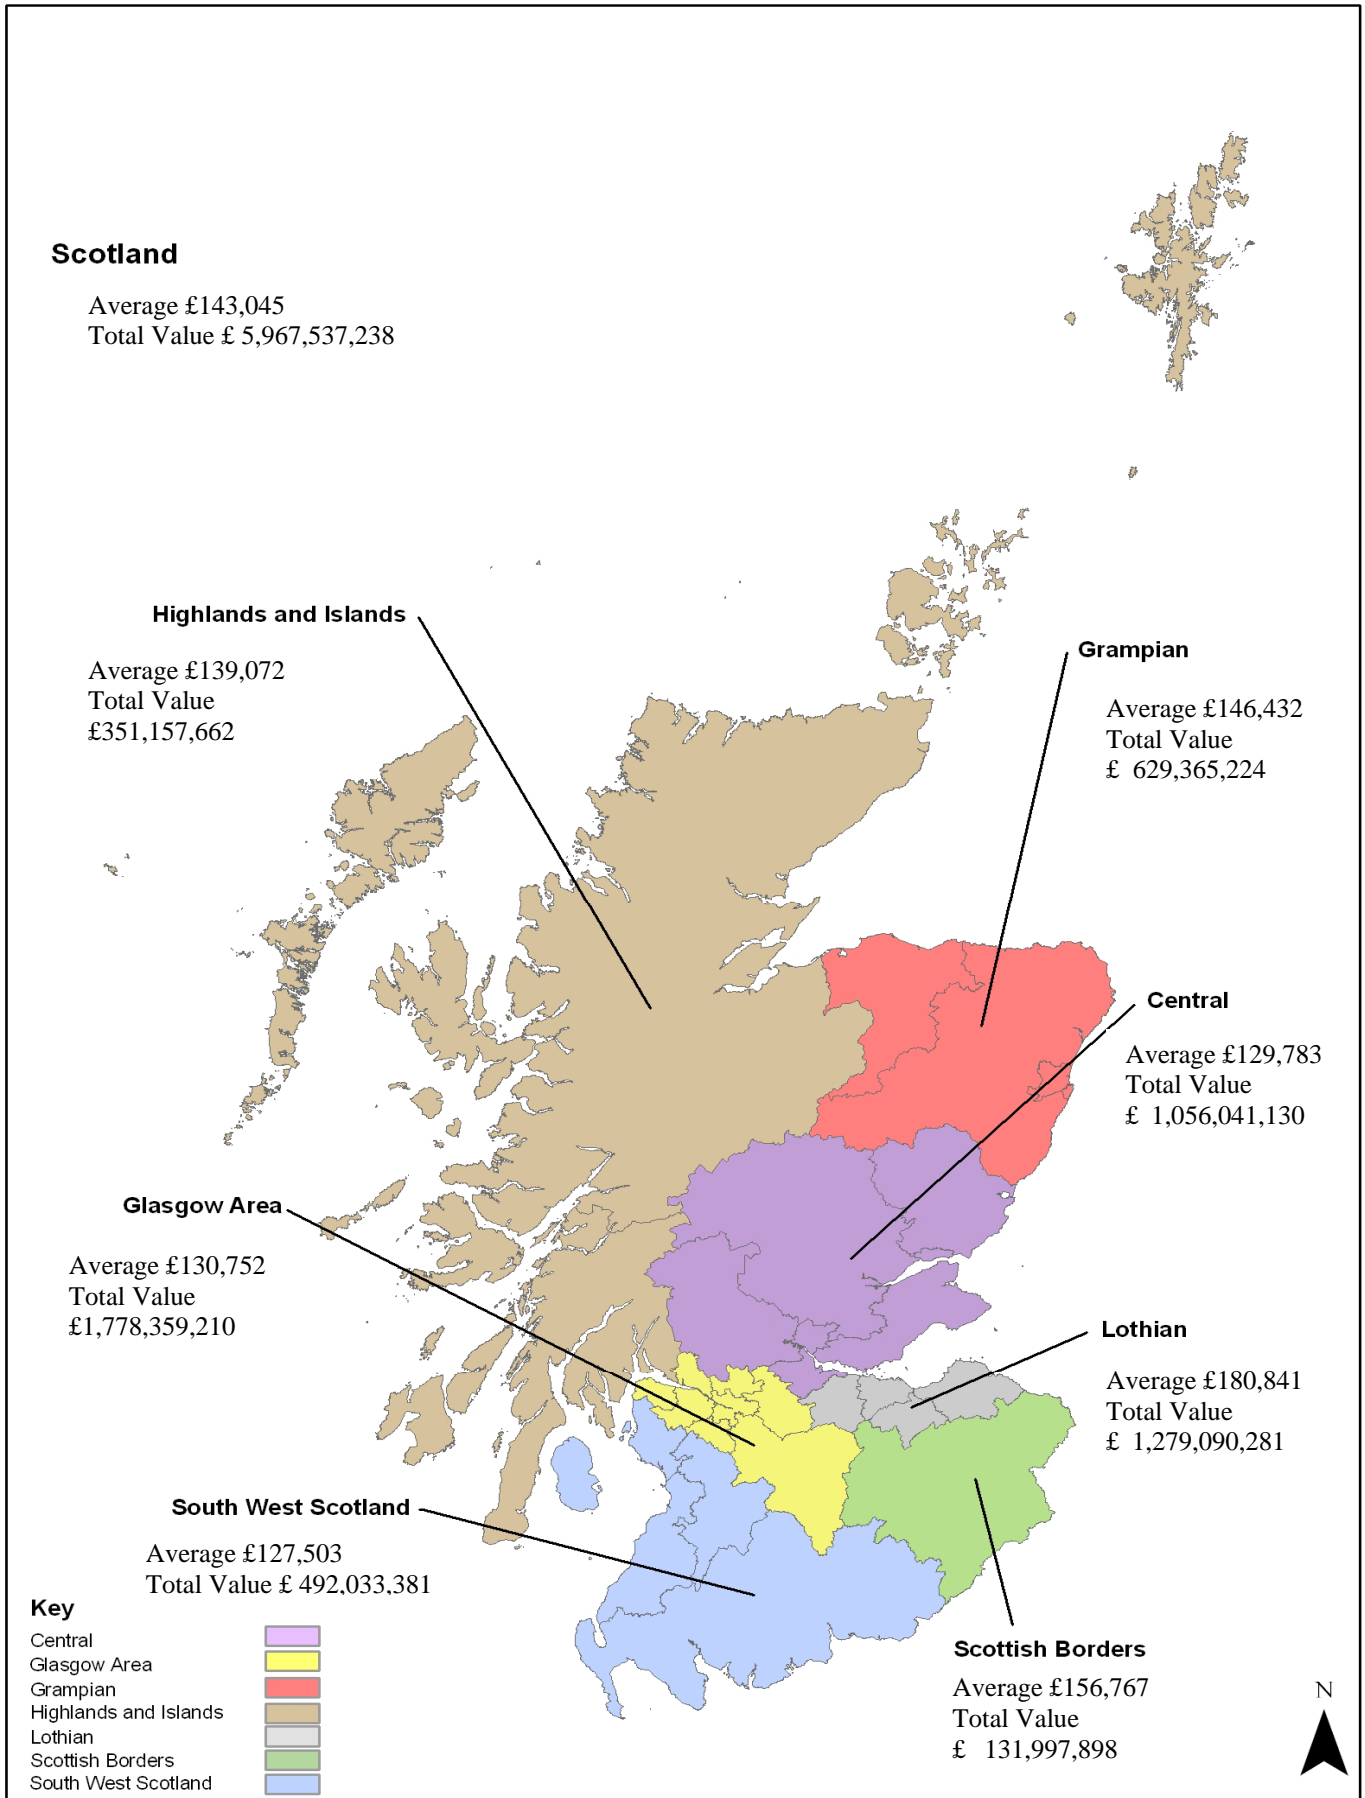 Scotland
Average £143,045
Total Value £ 5,967,537,238
Highlands and Islands
Average £139,072
Total Value
£351,157,662
Grampian
Average £146,432
Total Value
£ 629,365,224
Central
Average £129,783
Total Value
£ 1,056,041,130
Glasgow Area
Average £130,752
Total Value
£1,778,359,210
Lothian
Average £180,841
Total Value
£ 1,279,090,281
South West Scotland
Average £127,503
Total Value £ 492,033,381
Scottish Borders
Average £156,767
Total Value
£ 131,997,898
Key
Central
Glasgow Area
Grampian
Highlands and Islands
Lothian
Scottish Borders
South West Scotland
N